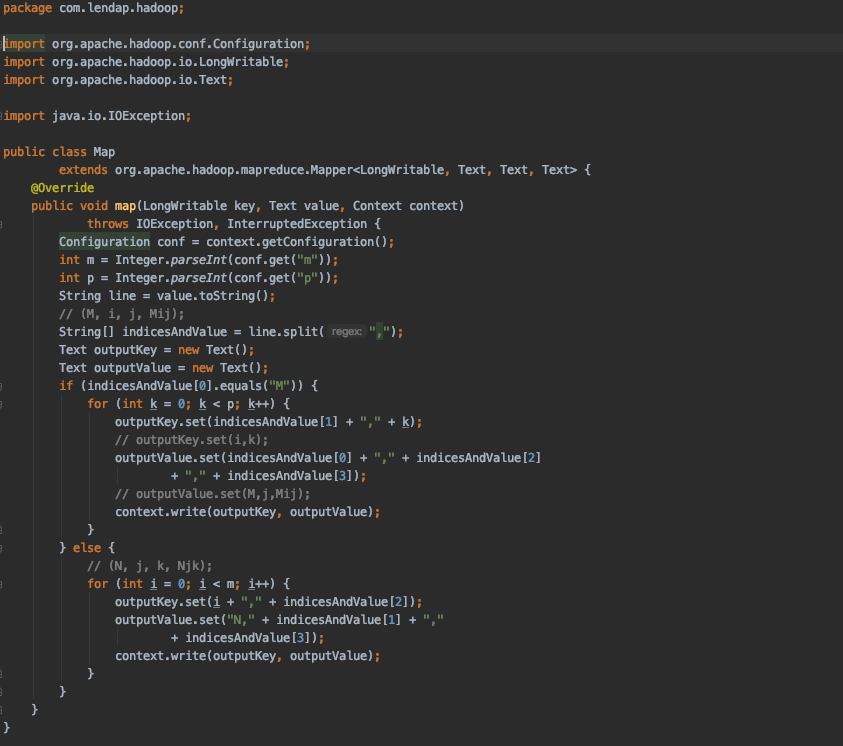 package com.lendap.hadoop;
import org.apache.hadoop.conf.Configuration;
import org.apache.hadoop.io.LongWritable;
import org.apache.hadoop.io.Text;
import java.io.IOException;
public class Map
        extends org.apache.hadoop.mapreduce.Mapper<LongWritable, Text, Text, Text> {
    @Override
    public void map(LongWritable key, Text value, Context context)
            throws IOException, InterruptedException {
        Configuration conf = context.getConfiguration();
        int m = Integer.parseInt(conf.get("m"));
        int p = Integer.parseInt(conf.get("p"));
        String line = value.toString();
        // (M, i, j, Mij);
        String[] indicesAndValue = line.split( regex: ",");
        Text outputKey = new Text();
        Text outputValue = new Text();
        if (indicesAndValue[0].equals("M")) {
            for (int k = 0; k < p; k++) {
                outputKey.set(indicesAndValue[1] + "," + k);
                // outputKey.set(i,k);
                outputValue.set(indicesAndValue[0] + "," + indicesAndValue[2]
                        + "," + indicesAndValue[3]);
                // outputValue.set(M,j,Mij);
                context.write(outputKey, outputValue);
            }
        } else {
            // (N, j, k, Njk);
            for (int i = 0; i < m; i++) {
                outputKey.set(i + "," + indicesAndValue[2]);
                outputValue.set("N," + indicesAndValue[1] + ","
                        + indicesAndValue[3]);
                context.write(outputKey, outputValue);
            }
        }
    }
}